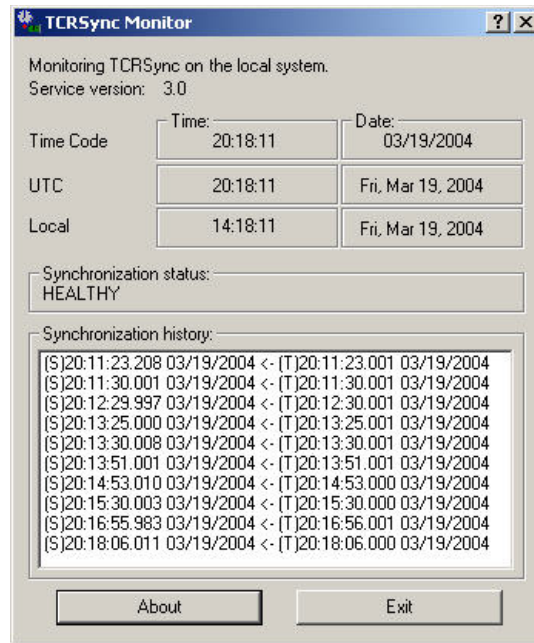 TCRSync Monitor
Monitoring TCRSync on the local system.
Service version: 3.0
Time: Date:
Time Code 20:18:11 03/19/2004
UTC 20:18:11 Fri, Mar 19, 2004
Local 14:18:11 Fri, Mar 19, 2004
Synchronization status:
HEALTHY
Synchronization history:
(S)20:11:23.208 03/19/2004 <- (T)20:11:23.001 03/19/2004
(S)20:11:30.001 03/19/2004 <- (T)20:11:30.001 03/19/2004
(S)20:12:29.997 03/19/2004 <- (T)20:12:30.001 03/19/2004
(S)20:13:25.000 03/19/2004 <- (T)20:13:25.001 03/19/2004
(S)20:13:30.008 03/19/2004 <- (T)20:13:30.001 03/19/2004
(S)20:13:51.001 03/19/2004 <- (T)20:13:51.001 03/19/2004
(S)20:14:53.010 03/19/2004 <- (T)20:14:53.000 03/19/2004
(S)20:15:30.003 03/19/2004 <- (T)20:15:30.000 03/19/2004
(S)20:16:55.983 03/19/2004 <- (T)20:16:56.001 03/19/2004
(S)20:18:06.011 03/19/2004 <- (T)20:18:06.000 03/19/2004
About Exit